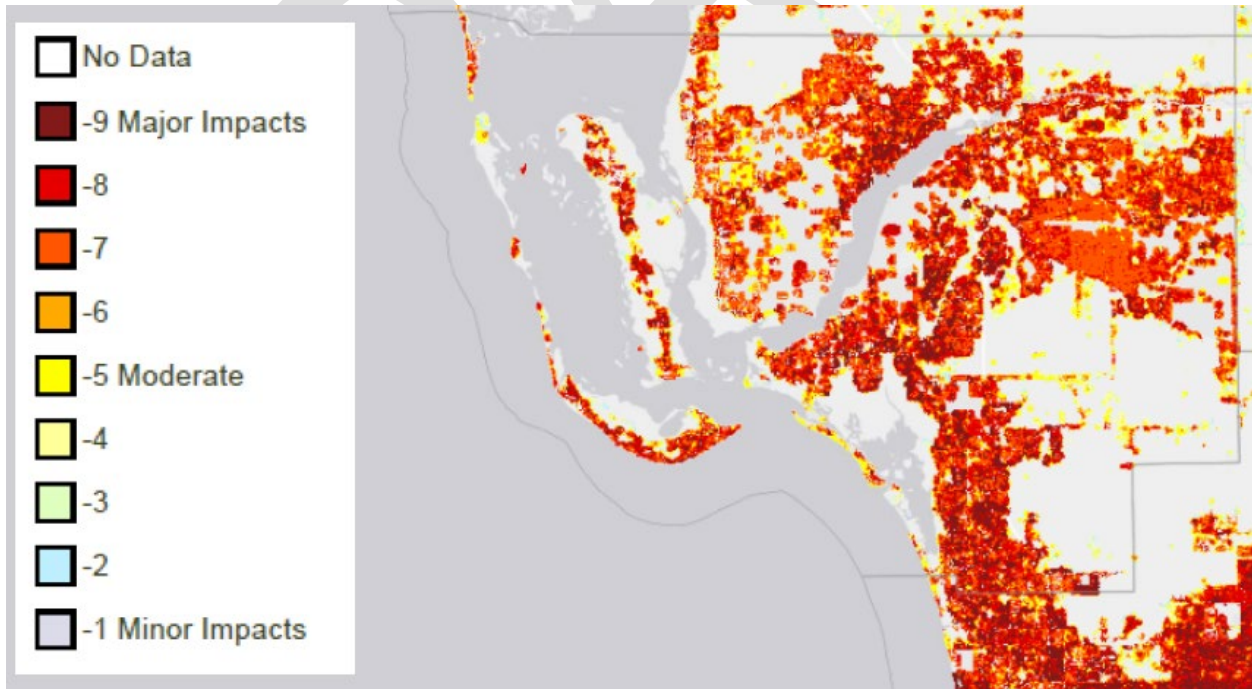 No Data
-9 Major Impacts
-8
-7
-6
-5 Moderate
-4
-3
-2
-1 Minor Impacts